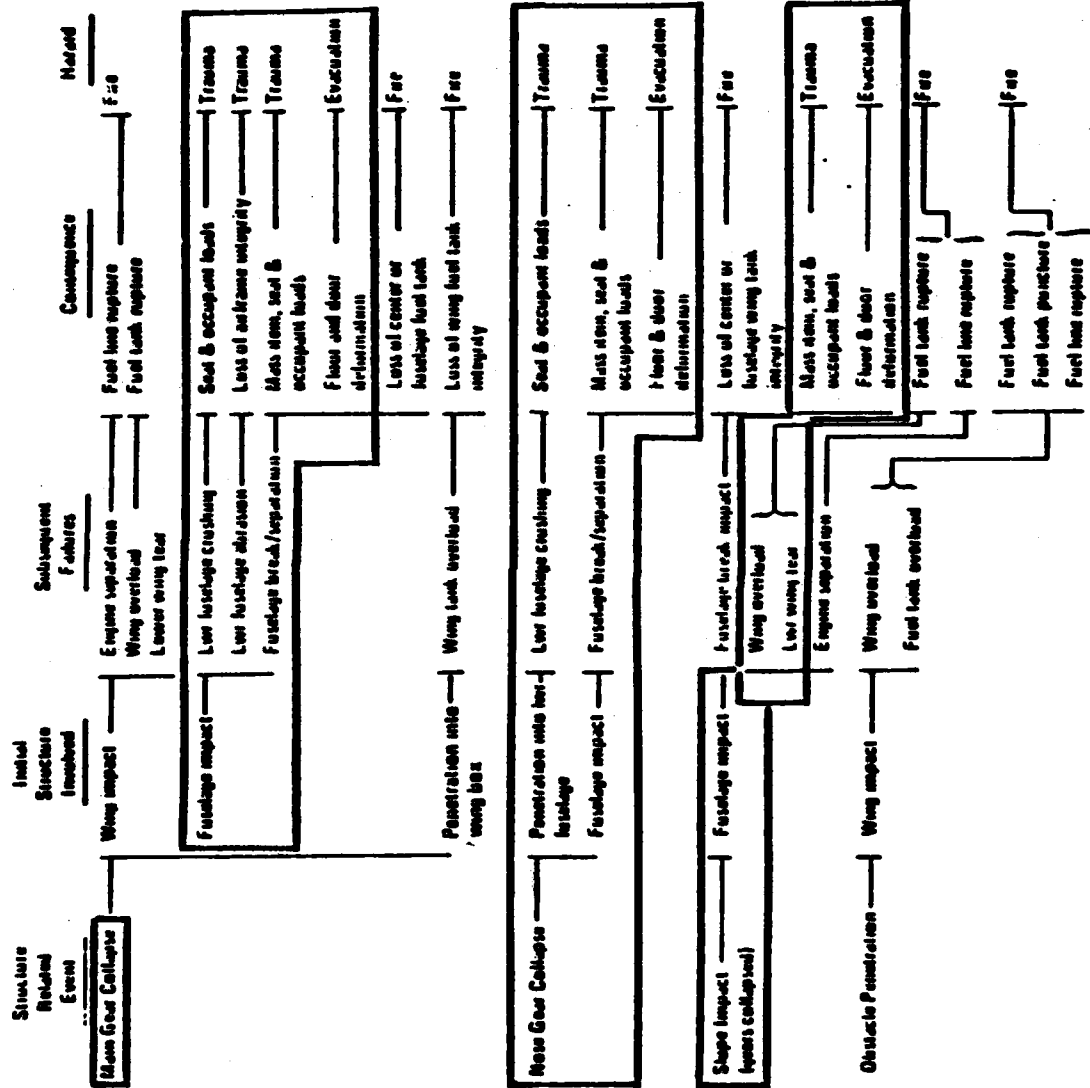 Structure
Related
Event
Initial
Structure
Involved
Subsequent
Failures
Consequence
Hazard
Main Gear Collapse
Wing impact
Engine separation
Fuel line rupture
Fire
Wing overload
Fuel tank rupture
Lower wing tear
Fuselage impact
Low fuselage crushing
Seat & occupant loads
Trauma
Low fuselage abrasion
Loss of airframe integrity
Trauma
Fuselage break/separation
Mass item, seal &
occupant loads
Trauma
Floor and door
deformation
Evacuation
Loss of center or
fuselage fuel tank
Fire
Penetration into
wing box
Wing tank overload
Loss of wing fuel tank
integrity
Fire
Nose Gear Collapse
Penetration into low
fuselage
Low fuselage crushing
Seat & occupant loads
Trauma
Fuselage impact
Fuselage break/separation
Mass item, seal &
occupant loads
Trauma
Floor & door
deformation
Evacuation
Slope Impact
(gears collapsed)
Fuselage impact
Fuselage break impact
Loss of center or
fuselage wing tank
integrity
Fire
Wing overload
Low wing tear
Engine separation
Mass item, seal &
occupant loads
Trauma
Floor & door
deformation
Evacuation
Fuel tank rupture
Fire
Fuel line rupture
Obstacle Penetration
Wing impact
Wing overload
Fuel tank overload
Fuel tank rupture
Fuel tank puncture
Fuel line rupture
Fire